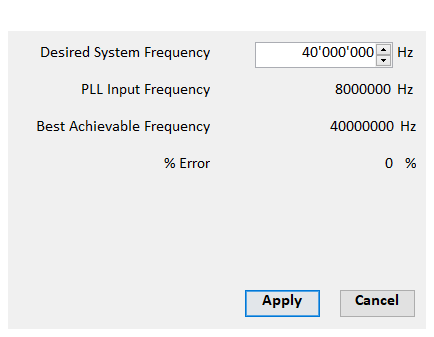 Desired System Frequency 40'000'000 Hz
PLL Input Frequency 8000000 Hz
Best Achievable Frequency 40000000 Hz
% Error 0 %
Apply Cancel